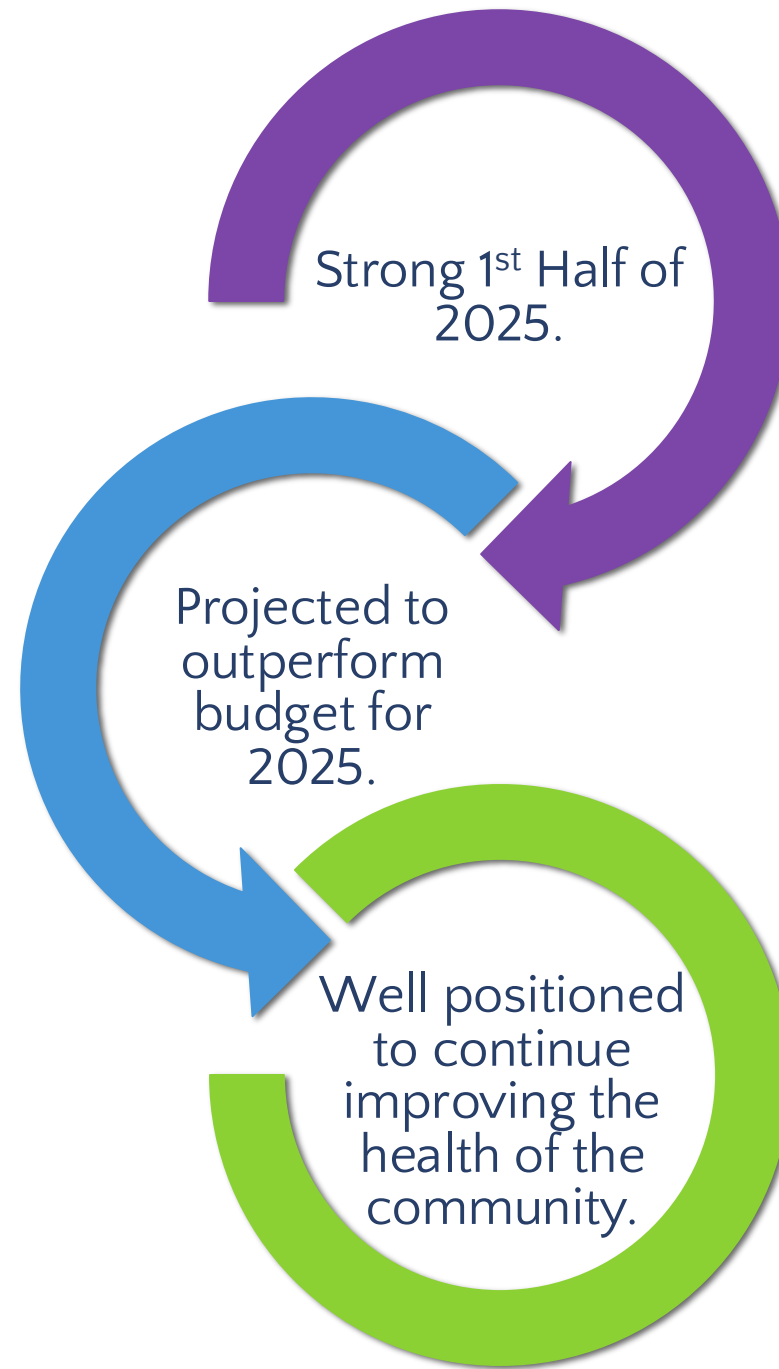 Strong 1st Half of
2025.
Projected to
outperform
budget for
2025.
Well positioned
to continue
improving the
health of the
community.